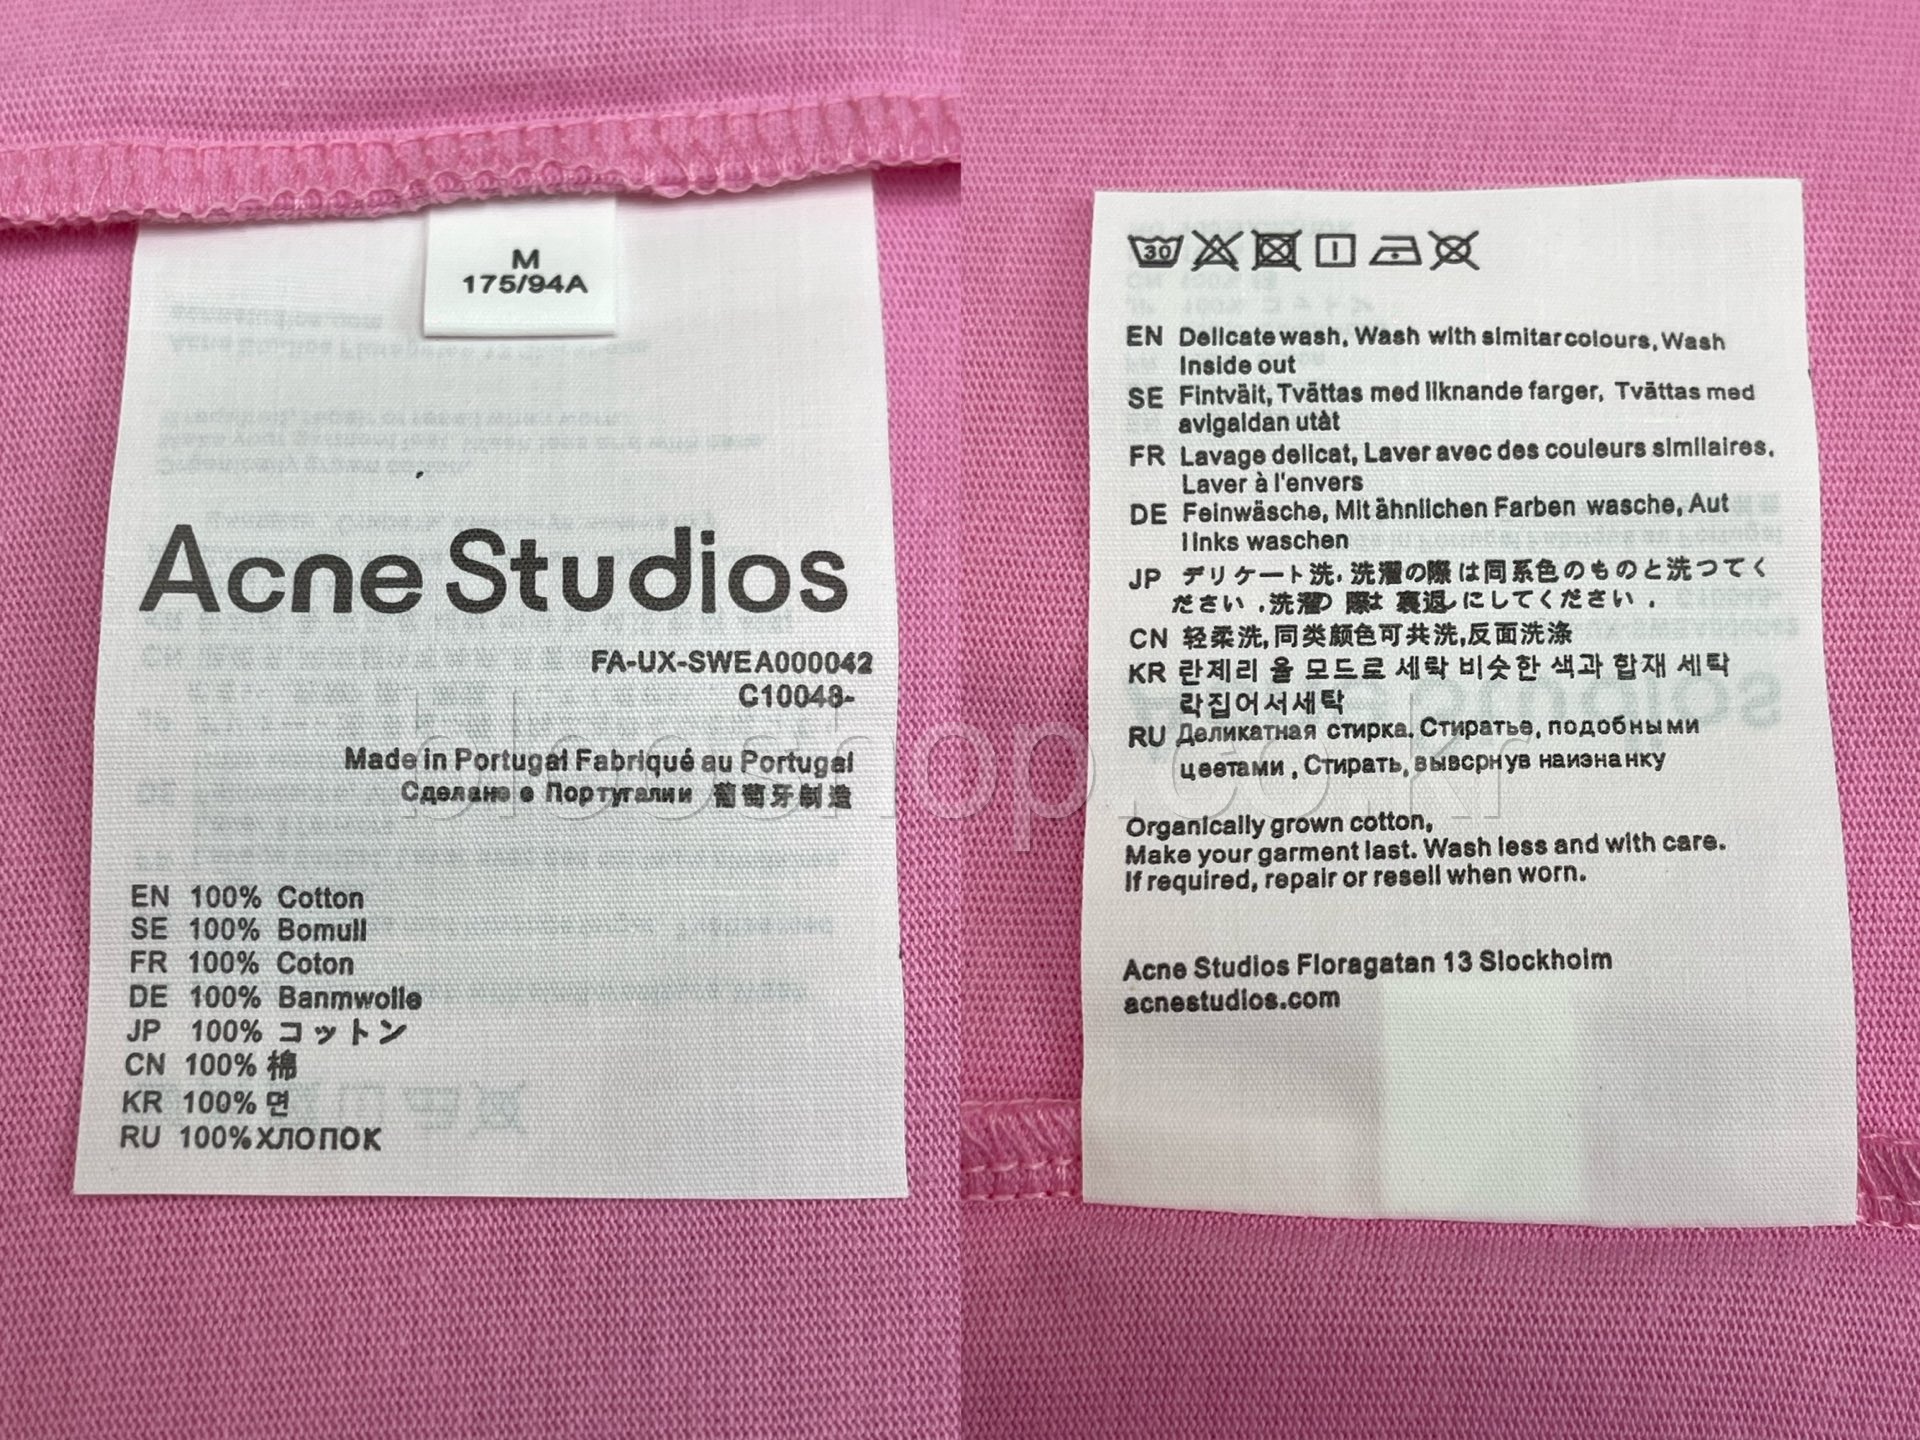 M
175/94A
Acne Studios
FA-UX-SWEA000042
C10048-
Made in Portugal Fabriqué au Portugal
Сделано в Португалии 葡萄牙制造
EN 100% Cotton
SE 100% Bomull
FR 100% Coton
DE 100% Banmwolle
JP 100% コットン
CN 100% 棉
KR 100% 면
RU 100% ХЛОПОК
30
EN Delicate wash, Wash with simitar colours, Wash
Inside out
SE Fintväit, Tvättas med liknande farger, Tvättas med
avigaldan utåt
FR Lavage delicat, Laver avec des couleurs similaires.
Laver à l'envers
DE Feinwäsche, Mit ähnlichen Farben wasche, Aut
links waschen
JP デリケート洗,洗濯の際は同系色のものと洗つてく
ださい .洗濯の 際は 裏返しにしてください .
CN 轻柔洗,同类颜色可共洗,反面洗涤
KR 란제리 울 모드로 세탁 비슷한 색과 합재 세탁
락집어서세탁
RU Деликатная стирка. Стиратье, подобными
цветами , Стирать, вывсрнув наизнанку
Organically grown cotton,
Make your garment last. Wash less and with care.
If required, repair or resell when worn.
Acne Studios Floragatan 13 Slockholm
acnestudios.com